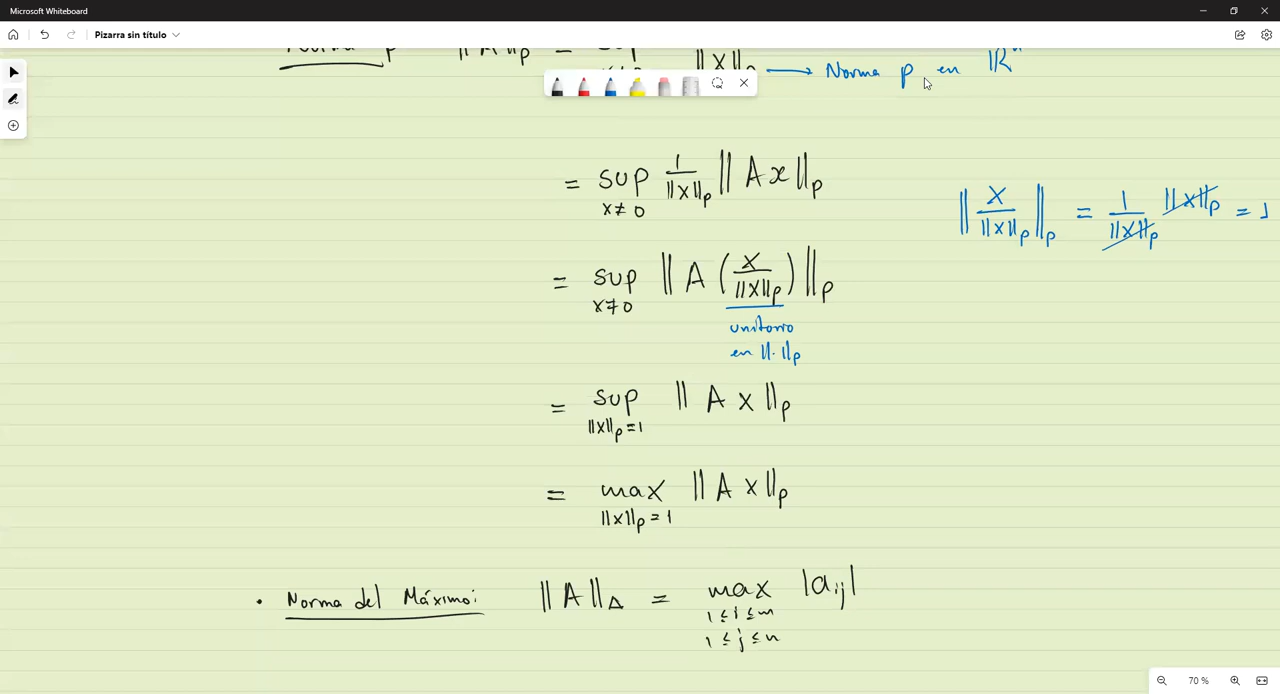 Microsoft Whiteboard
Pizarra sin título
‖x‖p → Norma p en ℝⁿ
= sup 1/‖x‖p ‖Ax‖p
x≠0
‖x/‖x‖p‖p = 1/‖x‖p ‖x‖p = 1
= sup ‖A(x/‖x‖p)‖p
x≠0
unitario
en ‖·‖p
= sup ‖Ax‖p
‖x‖p=1
= max ‖Ax‖p
‖x‖p=1
• Norma del Máximo: ‖A‖Δ = max |aij|
1≤i≤m
1≤j≤n
70 %